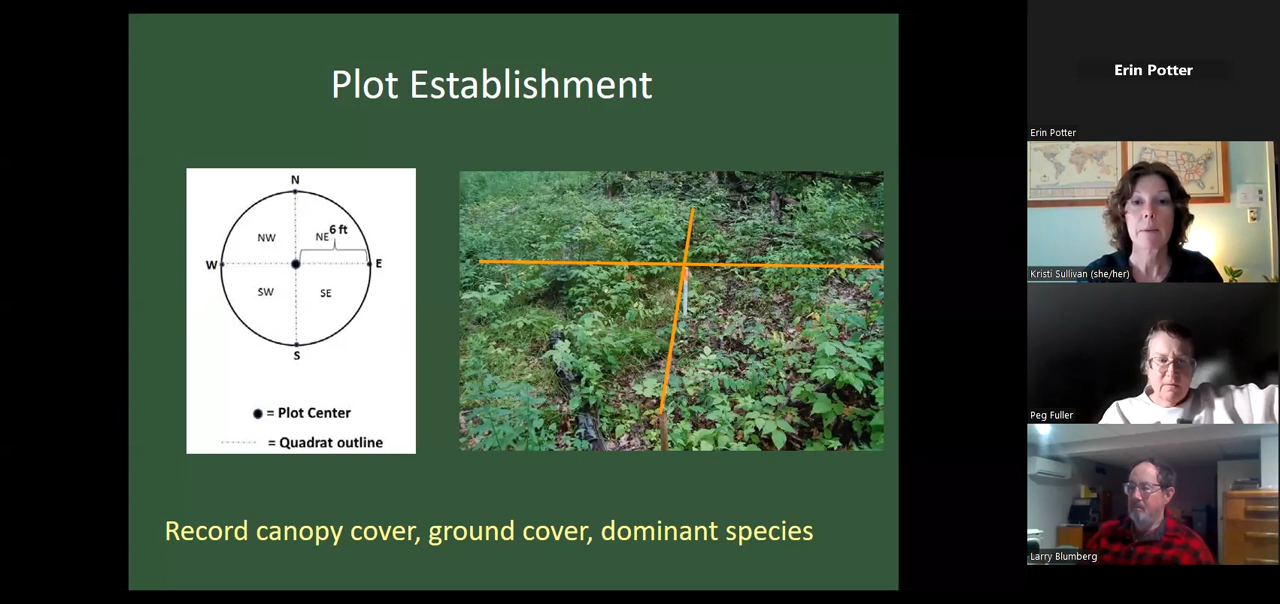 Plot Establishment
N
NW
NE
6 ft
W
E
SW
SE
S
= Plot Center
= Quadrat outline
Record canopy cover, ground cover, dominant species
Erin Potter
Erin Potter
Kristi Sullivan (she/her)
Peg Fuller
Larry Blumberg